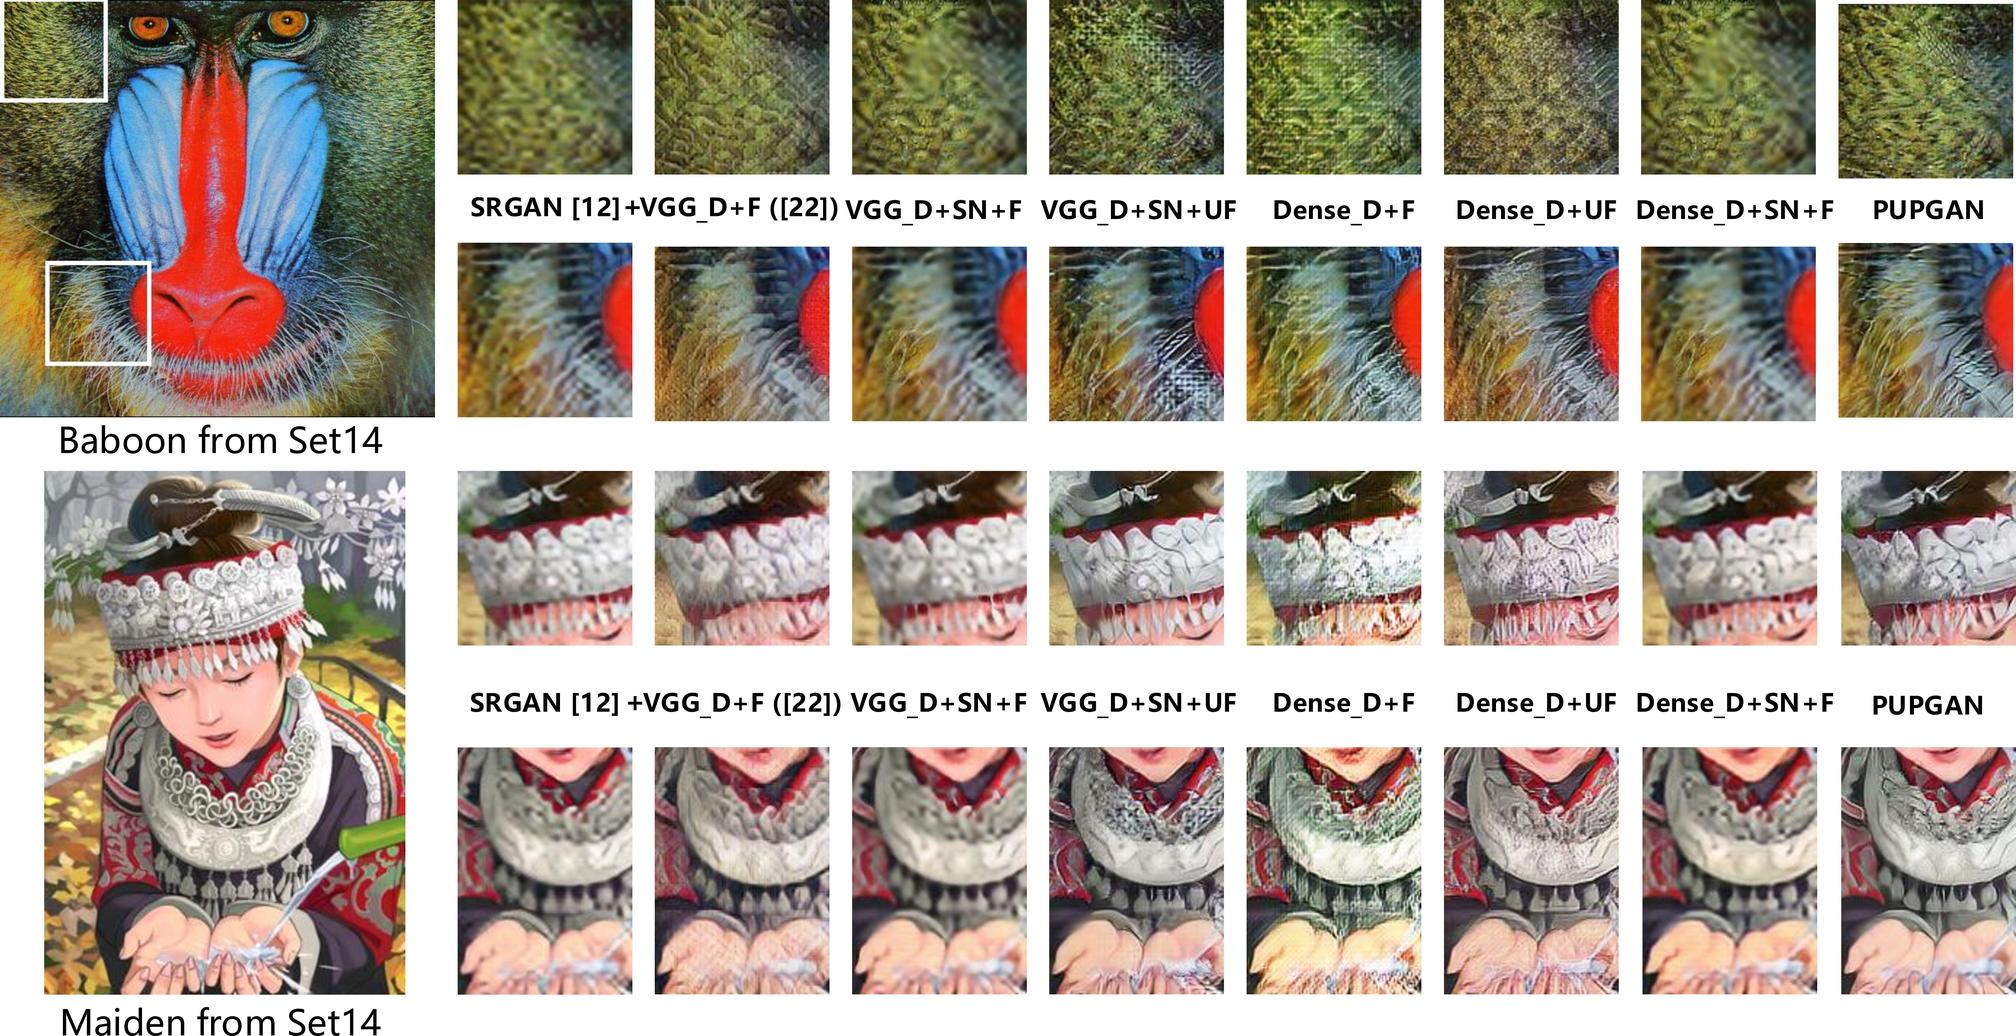 SRGAN [12] +VGG_D+F ([22]) VGG_D+SN+F VGG_D+SN+UF Dense_D+F Dense_D+UF Dense_D+SN+F PUPGAN
Baboon from Set14
SRGAN [12] +VGG_D+F ([22]) VGG_D+SN+F VGG_D+SN+UF Dense_D+F Dense_D+UF Dense_D+SN+F PUPGAN
Maiden from Set14